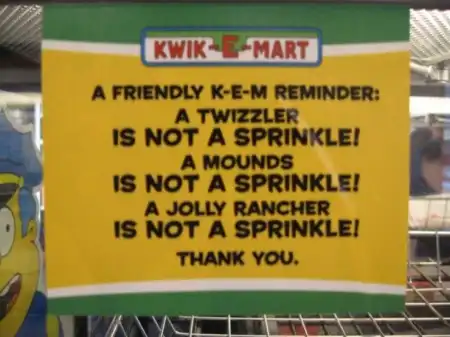 KWIK-E-MART
A FRIENDLY K-E-M REMINDER:
A TWIZZLER
IS NOT A SPRINKLE!
A MOUNDS
IS NOT A SPRINKLE!
A JOLLY RANCHER
IS NOT A SPRINKLE!
THANK YOU.